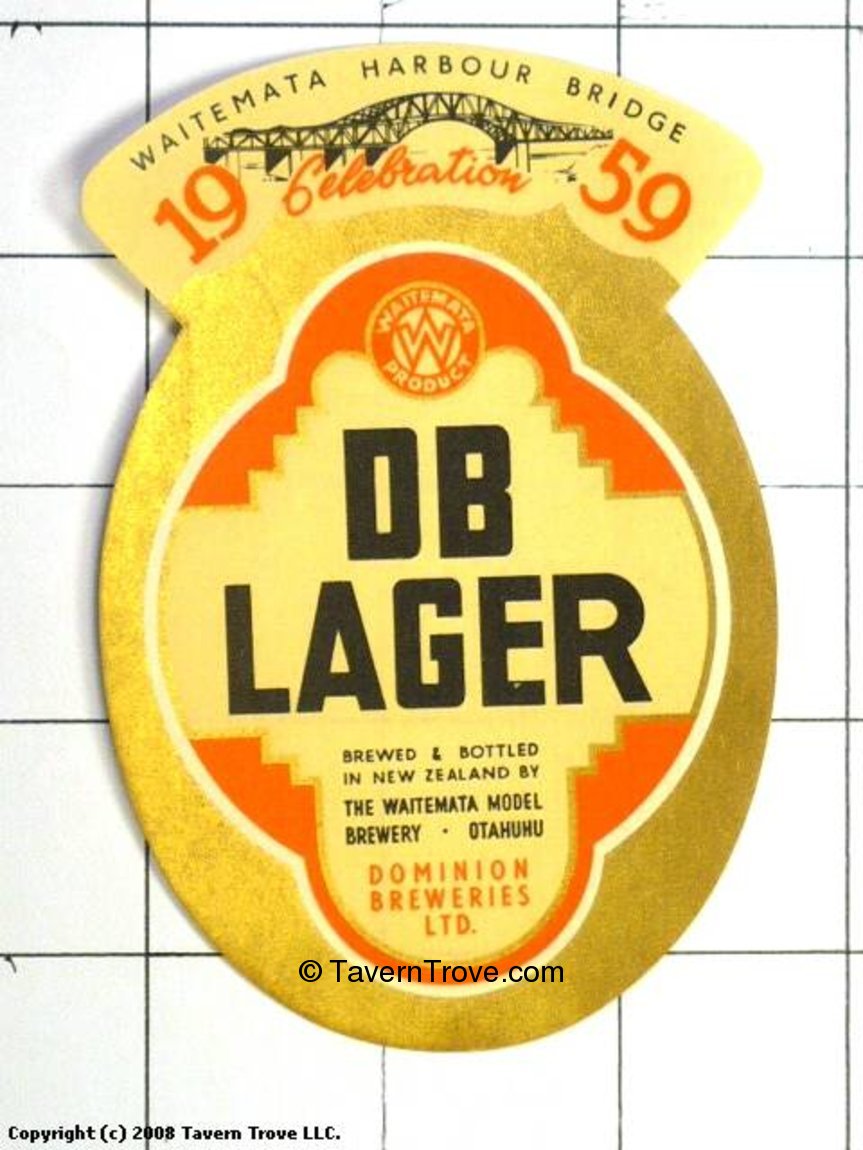 WAITEMATA HARBOUR BRIDGE
19 Celebration 59
WAITEMATA
W
PRODUCT
DB
LAGER
BREWED & BOTTLED
IN NEW ZEALAND BY
THE WAITEMATA MODEL
BREWERY · OTAHUHU
DOMINION
BREWERIES
LTD.
© TavernTrove.com
Copyright (c) 2008 Tavern Trove LLC.